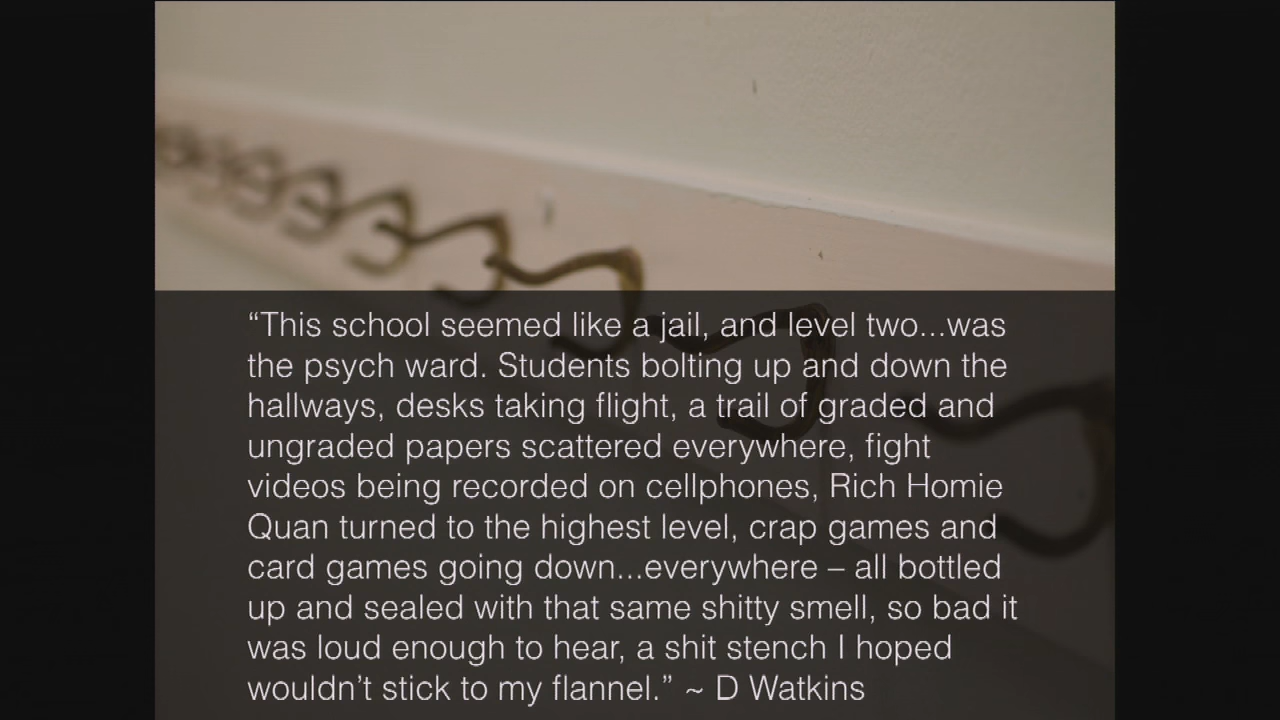 “This school seemed like a jail, and level two...was
the psych ward. Students bolting up and down the
hallways, desks taking flight, a trail of graded and
ungraded papers scattered everywhere, fight
videos being recorded on cellphones, Rich Homie
Quan turned to the highest level, crap games and
card games going down...everywhere – all bottled
up and sealed with that same shitty smell, so bad it
was loud enough to hear, a shit stench I hoped
wouldn’t stick to my flannel.” ~ D Watkins